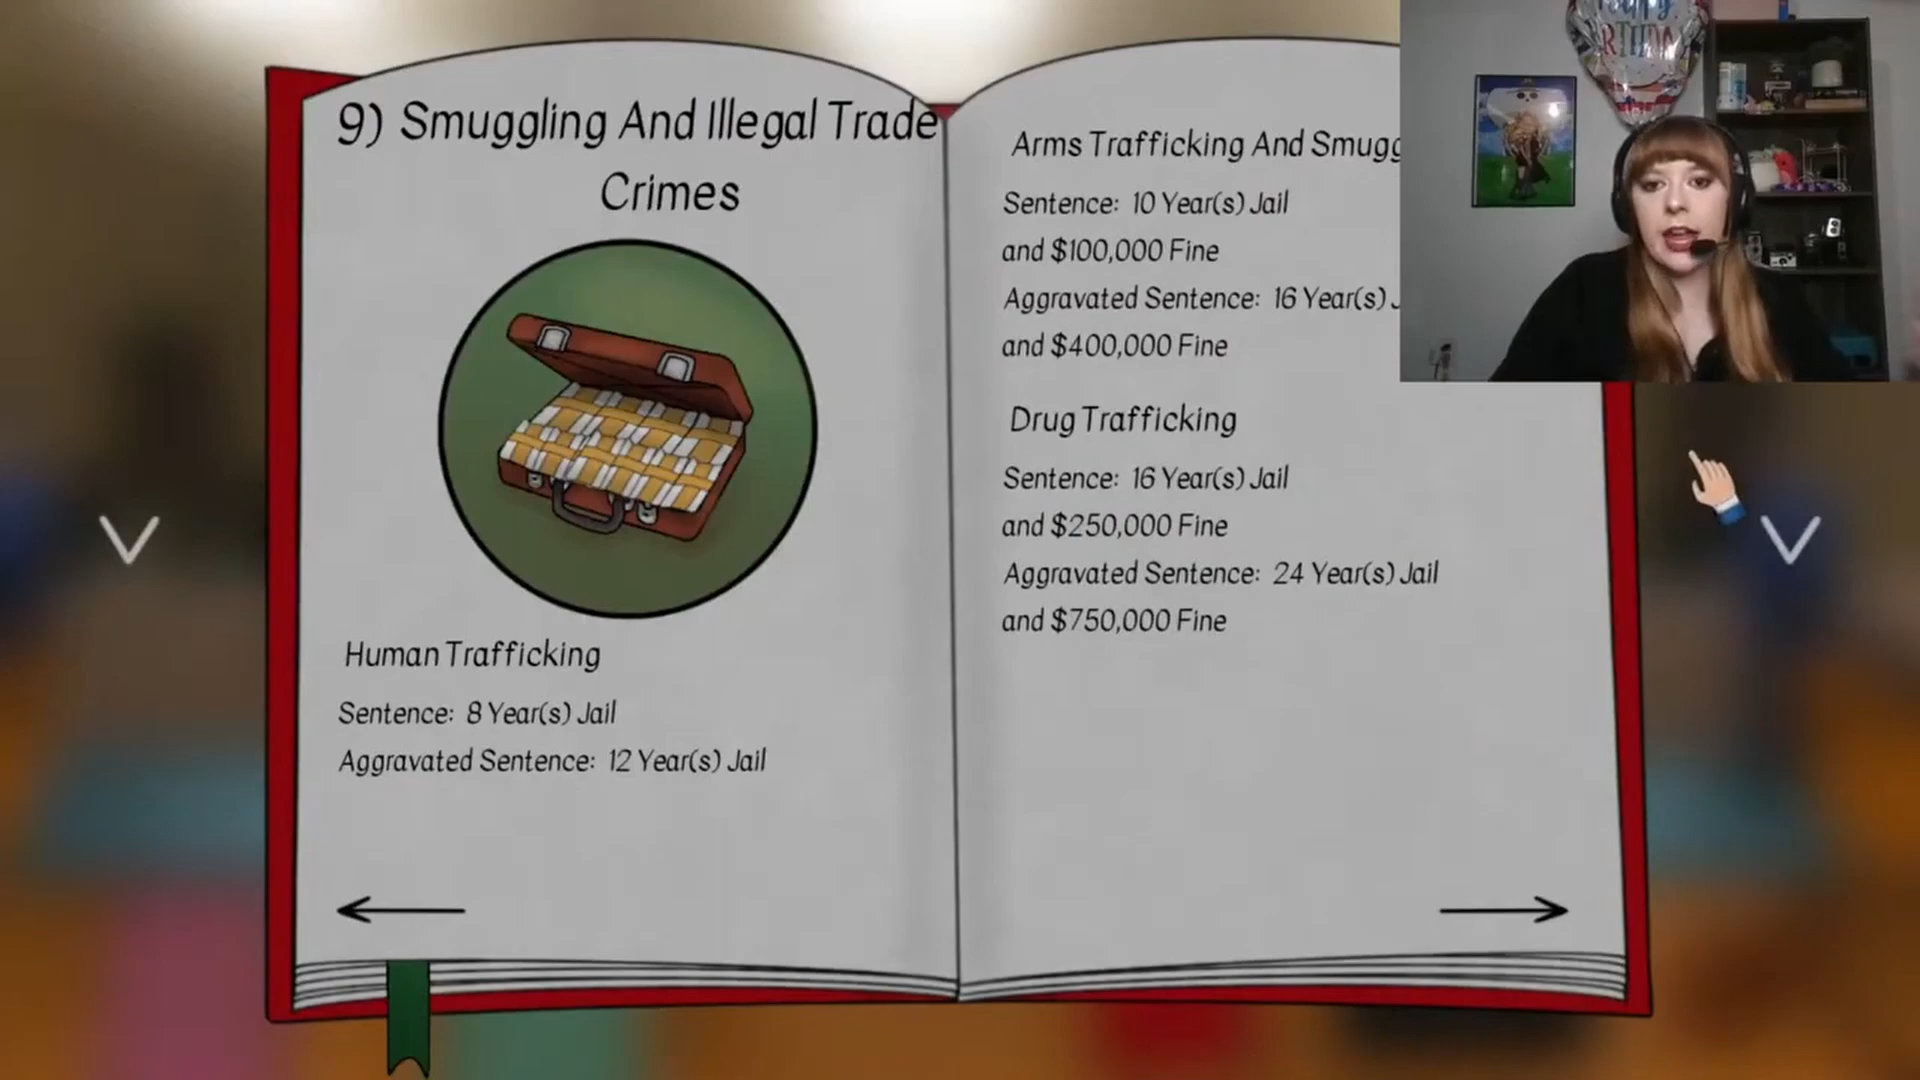 9) Smuggling And Illegal Trade
Crimes
Human Trafficking
Sentence: 8 Year(s) Jail
Aggravated Sentence: 12 Year(s) Jail
Arms Trafficking And
Sentence: 10 Year(s) Jail
and $100,000 Fine
Aggravated Sentence: 16 Year(s)
and $400,000 Fine
Drug Trafficking
Sentence: 16 Year(s) Jail
and $250,000 Fine
Aggravated Sentence: 24 Year(s) Jail
and $750,000 Fine